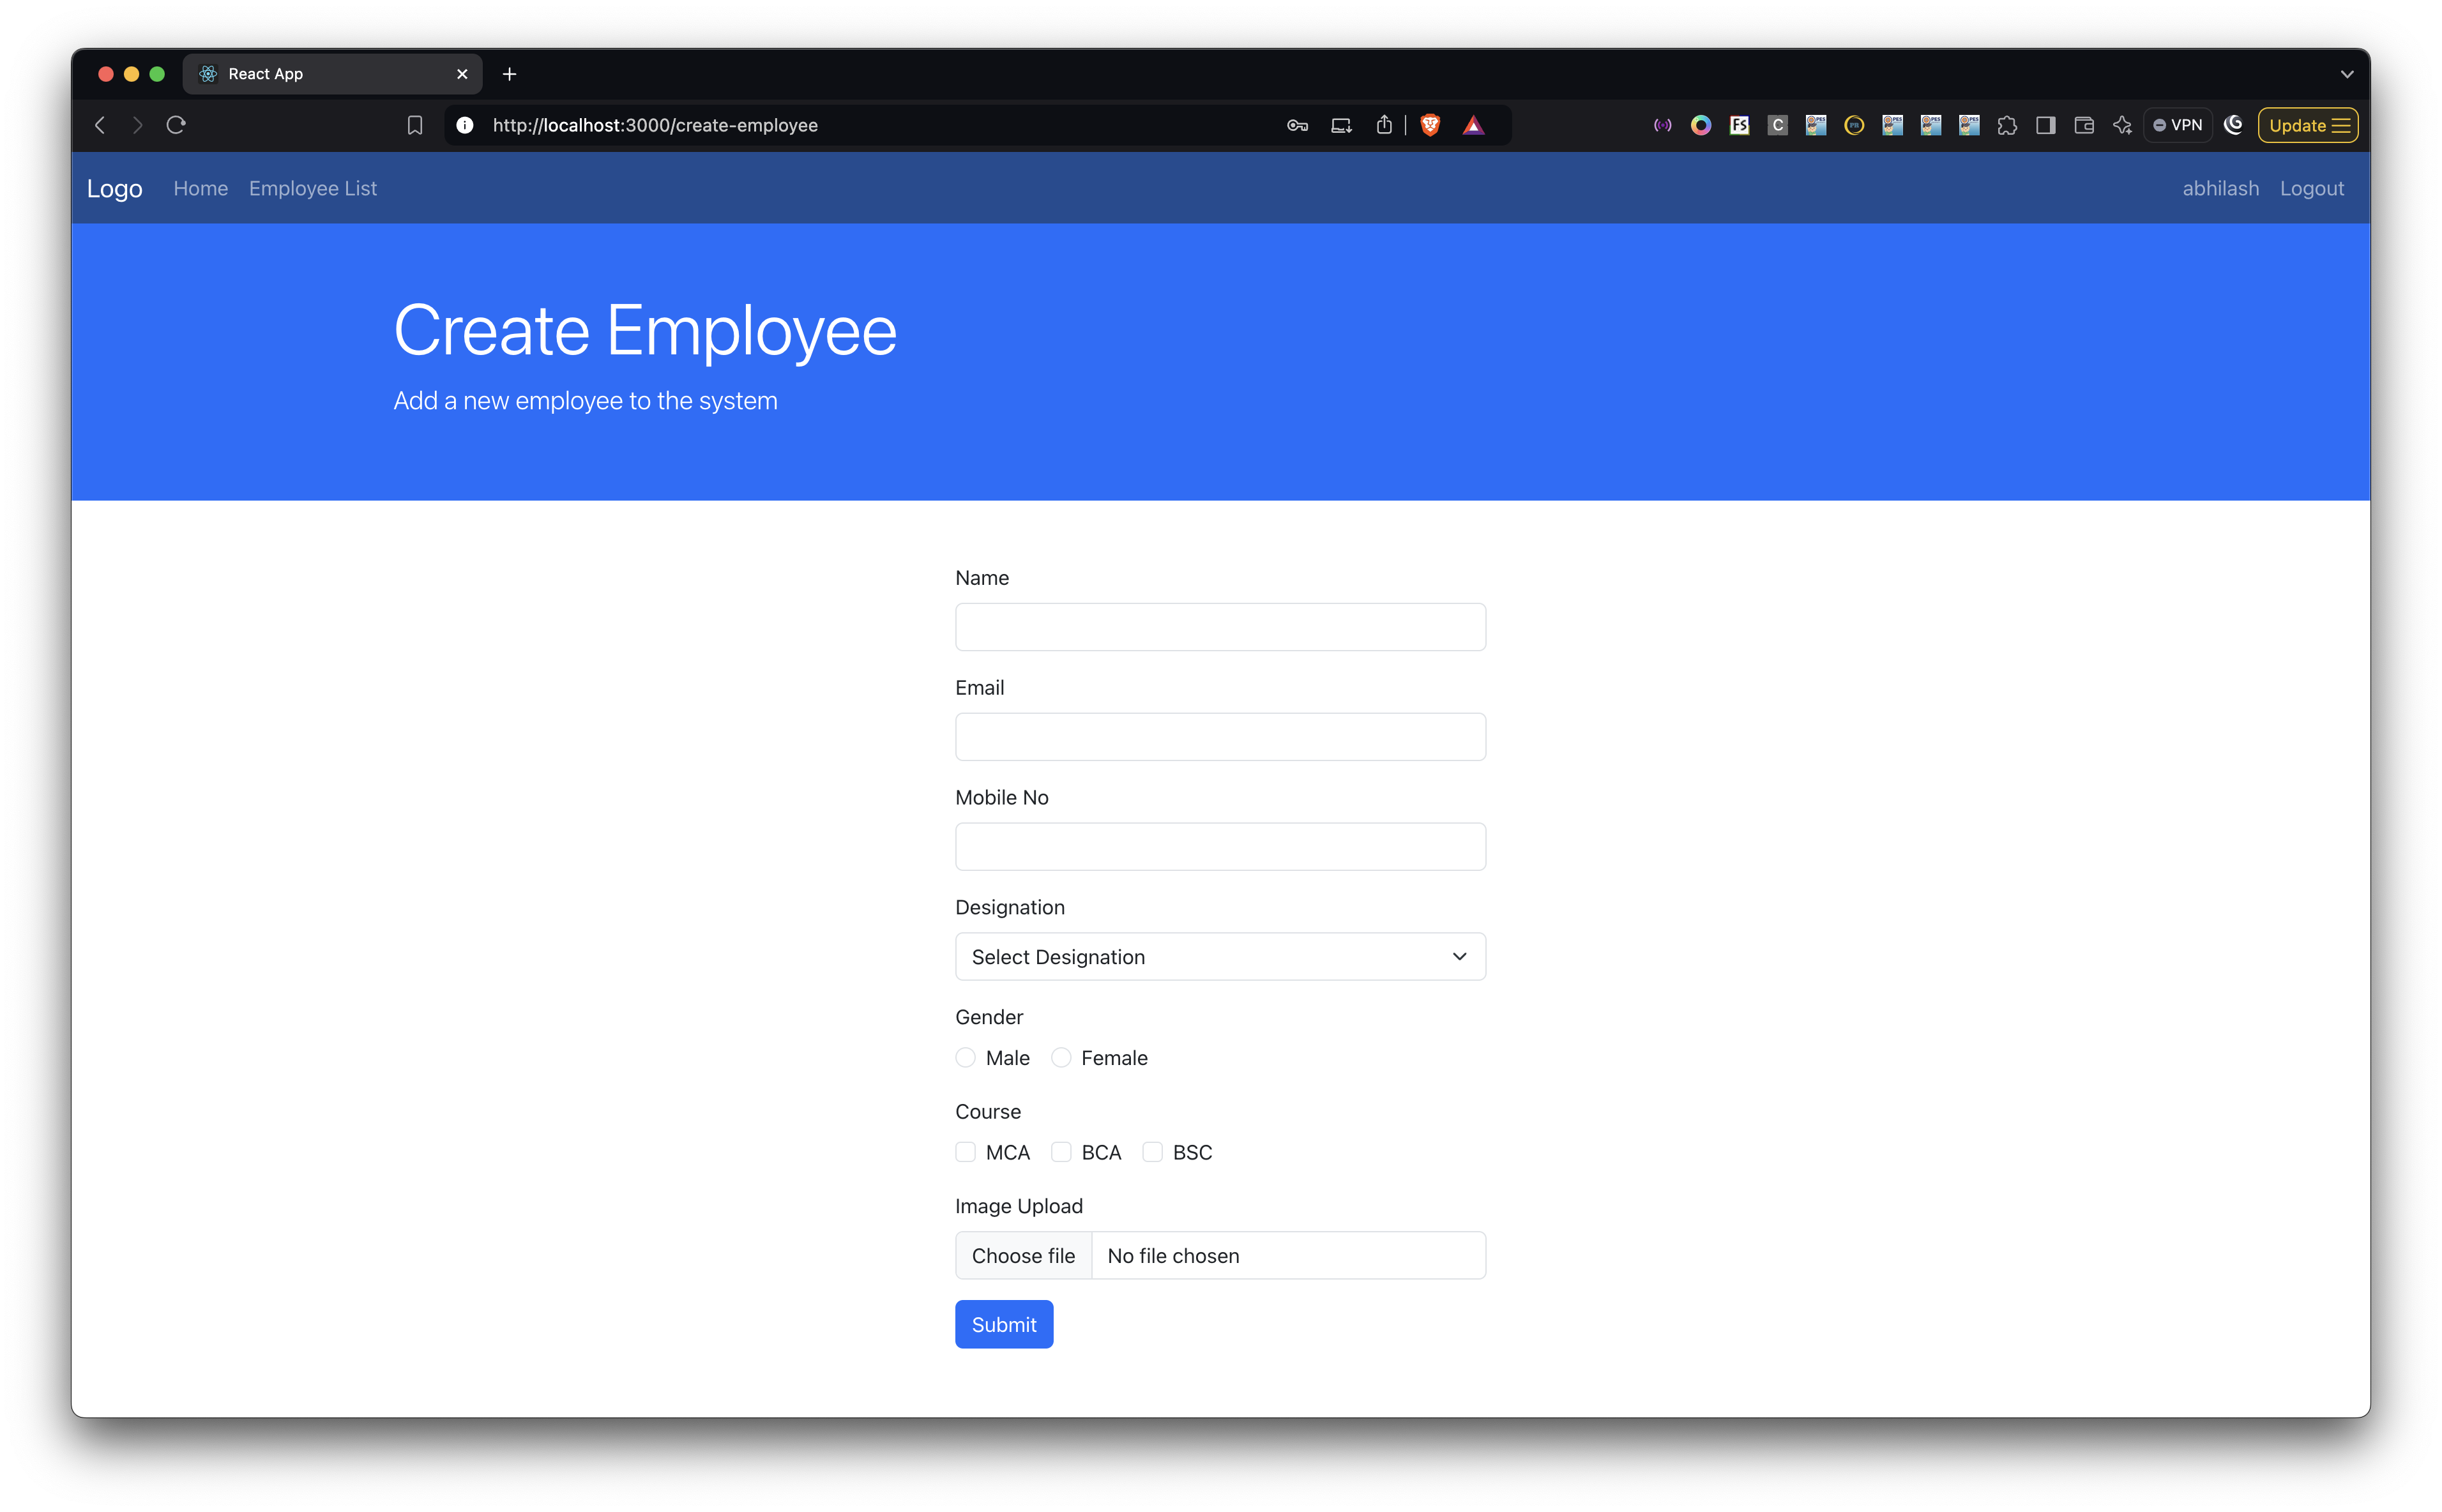 React App
http://localhost:3000/create-employee
VPN
Update
Logo Home Employee List abhilash Logout
Create Employee
Add a new employee to the system
Name
Email
Mobile No
Designation
Select Designation
Gender
Male Female
Course
MCA BCA BSC
Image Upload
Choose file No file chosen
Submit